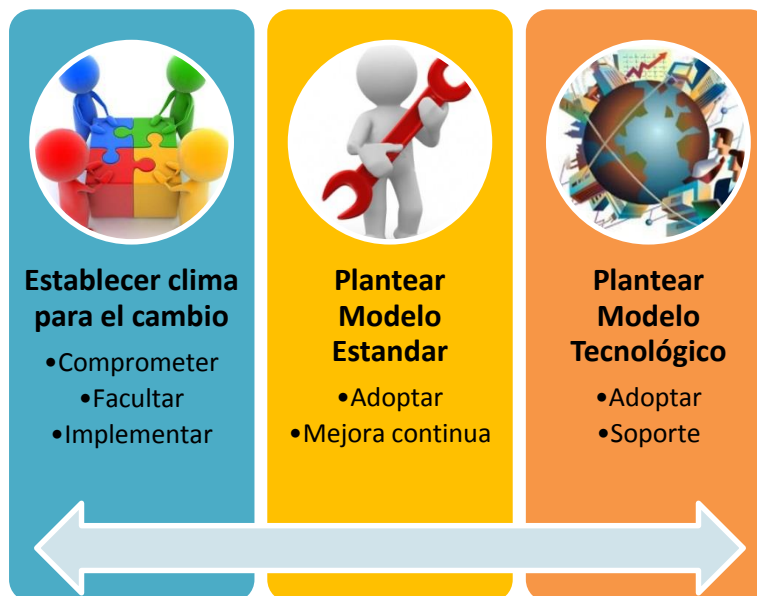 Establecer clima
para el cambio
•Comprometer
•Facultar
•Implementar
Plantear
Modelo
Estandar
•Adoptar
•Mejora continua
Plantear
Modelo
Tecnológico
•Adoptar
•Soporte